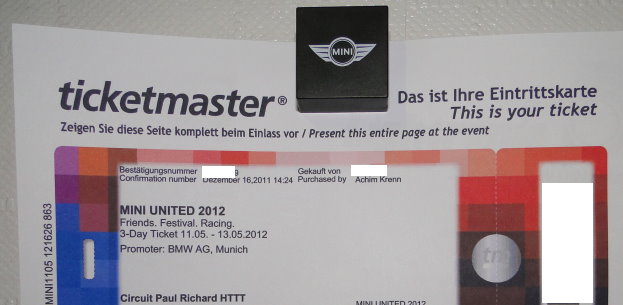 MINI
ticketmaster®
Das ist Ihre Eintrittskarte
This is your ticket
Zeigen Sie diese Seite komplett beim Einlass vor / Present this entire page at the event
Bestätigungsnummer
Gekauft von
Confirmation number Dezember 16,2011 14:24
Purchased by Achim Krenn
MINI UNITED 2012
Friends. Festival. Racing.
3-Day Ticket 11.05. - 13.05.2012
Promoter: BMW AG, Munich
Circuit Paul Richard HTTT
MINI UNITED 2012
MINI1105 121626 863
tm